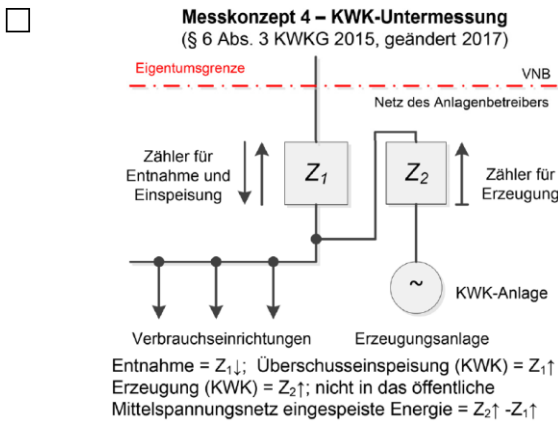 Messkonzept 4 – KWK-Untermessung
(§ 6 Abs. 3 KWKG 2015, geändert 2017)
Eigentumsgrenze
VNB
Netz des Anlagenbetreibers
Zähler für
Entnahme und
Einspeisung
Z₁
Z₂
Zähler für
Erzeugung
~
KWK-Anlage
Verbrauchseinrichtungen
Erzeugungsanlage
Entnahme = Z₁↓; Überschusseinspeisung (KWK) = Z₁↑
Erzeugung (KWK) = Z₂↑; nicht in das öffentliche
Mittelspannungsnetz eingespeiste Energie = Z₂↑ -Z₁↑